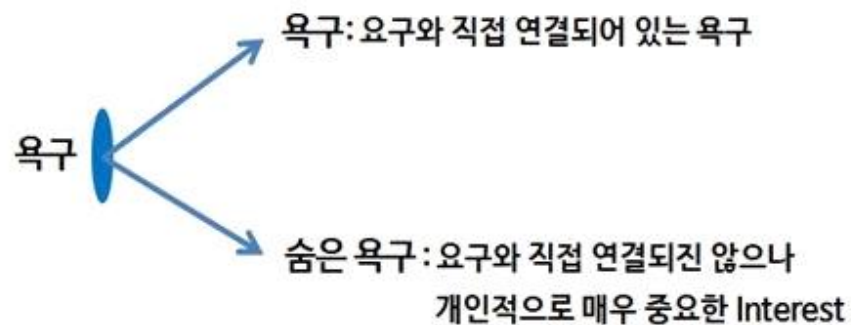 욕구: 요구와 직접 연결되어 있는 욕구
욕구
숨은 욕구 : 요구와 직접 연결되진 않으나
개인적으로 매우 중요한 Interest